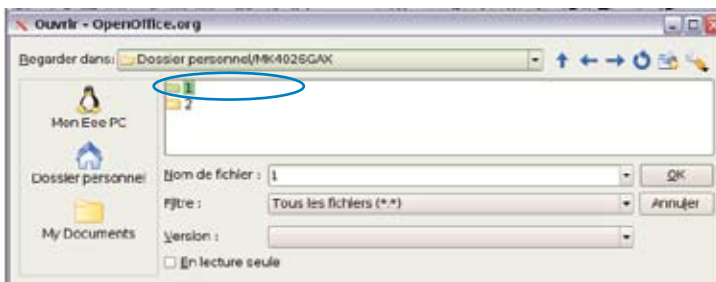 Ouvrir - OpenOffice.org
Regarder dans: Dossier personnel/MK4026GAX
1
2
Mon Eee PC
Dossier personnel
My Documents
Nom de fichier : 1
OK
Filtre : Tous les fichiers (*.*)
Annuler
Version :
En lecture seule